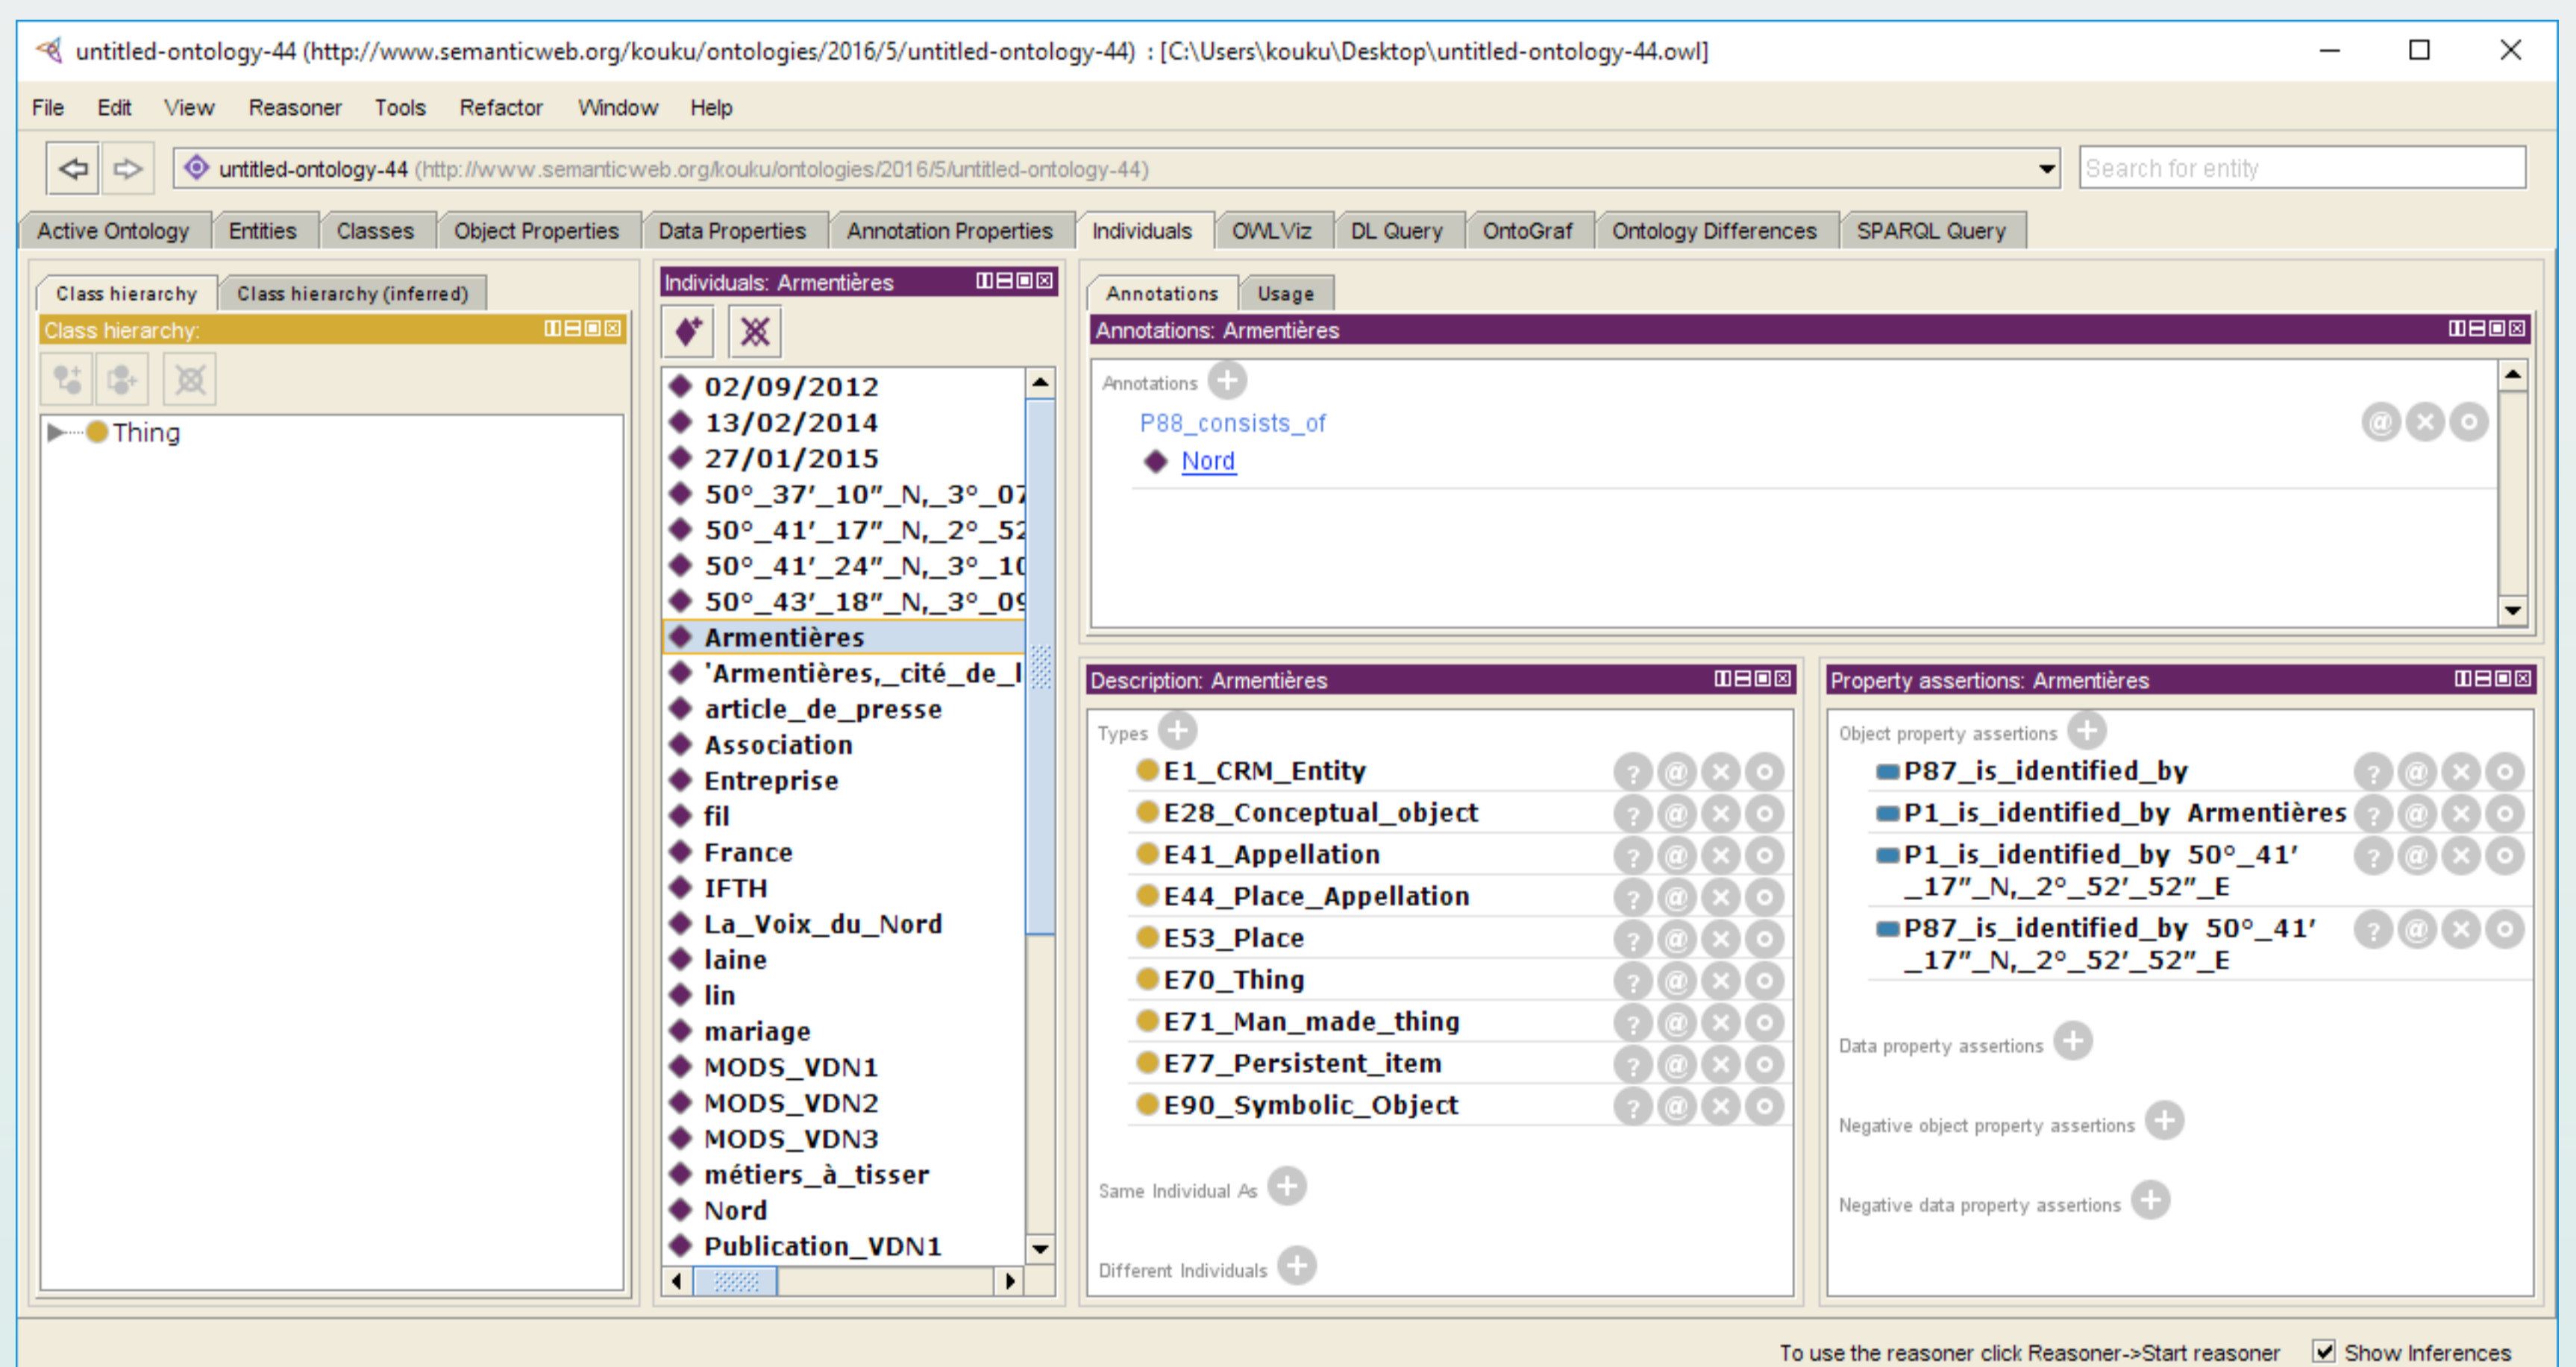 untitled-ontology-44 (http://www.semanticweb.org/kouku/ontologies/2016/5/untitled-ontology-44) : [C:\Users\kouku\Desktop\untitled-ontology-44.owl]
File Edit View Reasoner Tools Refactor Window Help
untitled-ontology-44 (http://www.semanticweb.org/kouku/ontologies/2016/5/untitled-ontology-44)
Search for entity
Active Ontology Entities Classes Object Properties Data Properties Annotation Properties Individuals OWLViz DL Query OntoGraf Ontology Differences SPARQL Query
Class hierarchy Class hierarchy (inferred)
Class hierarchy:
Thing
Individuals: Armentières
02/09/2012
13/02/2014
27/01/2015
50°_37′_10″_N,_3°_07
50°_41′_17″_N,_2°_52
50°_41′_24″_N,_3°_10
50°_43′_18″_N,_3°_09
Armentières
'Armentières,_cité_de_l
article_de_presse
Association
Entreprise
fil
France
IFTH
La_Voix_du_Nord
laine
lin
mariage
MODS_VDN1
MODS_VDN2
MODS_VDN3
métiers_à_tisser
Nord
Publication_VDN1
Annotations Usage
Annotations: Armentières
Annotations
P88_consists_of
Nord
Description: Armentières
Types
E1_CRM_Entity
E28_Conceptual_object
E41_Appellation
E44_Place_Appellation
E53_Place
E70_Thing
E71_Man_made_thing
E77_Persistent_item
E90_Symbolic_Object
Same Individual As
Different Individuals
Property assertions: Armentières
Object property assertions
P87_is_identified_by
P1_is_identified_by Armentières
P1_is_identified_by 50°_41′
_17″_N,_2°_52′_52″_E
P87_is_identified_by 50°_41′
_17″_N,_2°_52′_52″_E
Data property assertions
Negative object property assertions
Negative data property assertions
To use the reasoner click Reasoner->Start reasoner Show Inferences